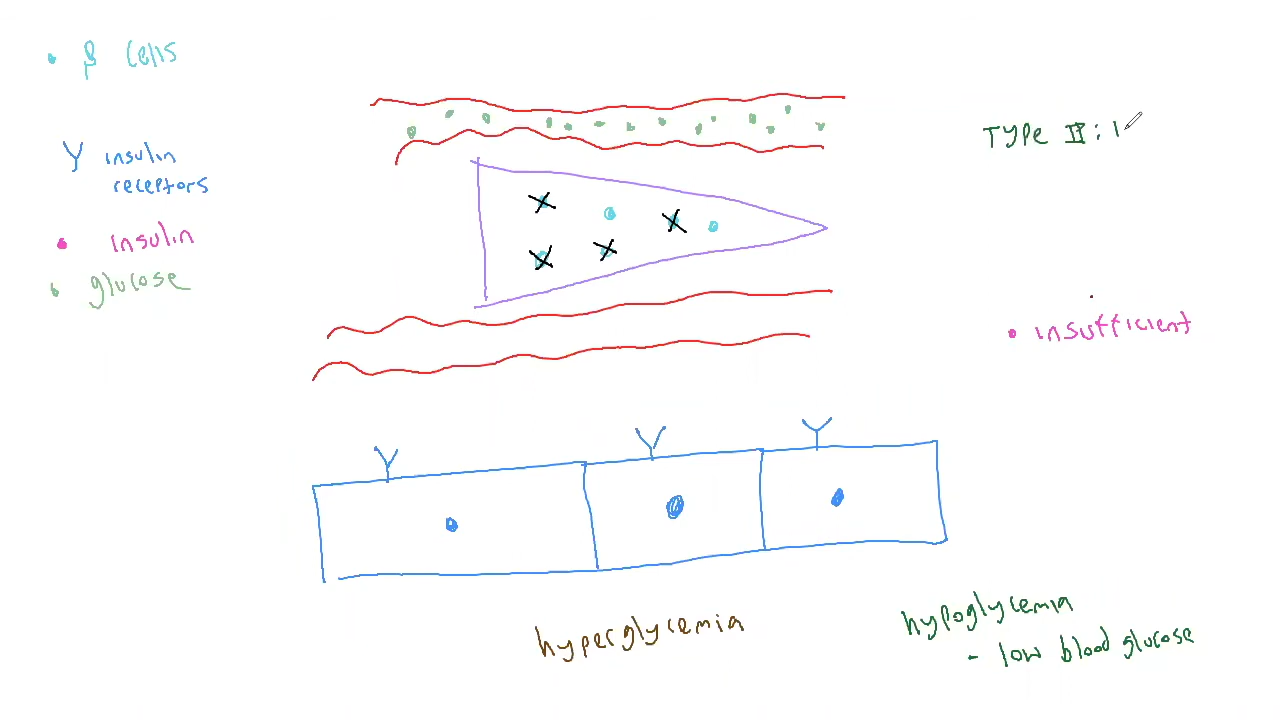 • β cells
Y insulin
receptors
• insulin
• glucose
TYPE II: I
• insufficient
hyperglycemia
hypoglycemia
- low blood glucose